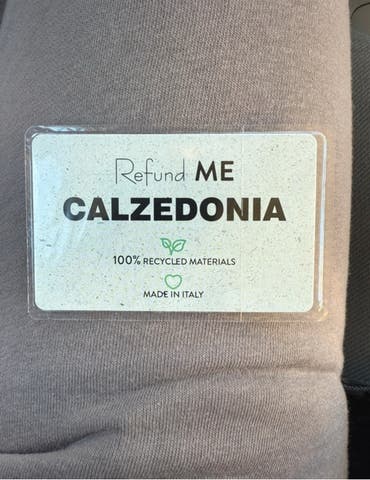 Refund ME
CALZEDONIA
100% RECYCLED MATERIALS
MADE IN ITALY